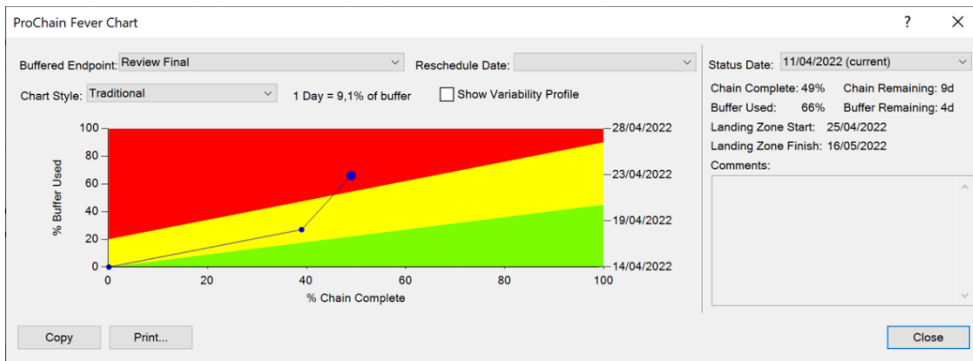 ProChain Fever Chart
? X
Buffered Endpoint: Review Final
Reschedule Date:
Chart Style: Traditional
1 Day = 9,1% of buffer
Show Variability Profile
100
80
60
40
20
0
% Buffer Used
28/04/2022
23/04/2022
19/04/2022
14/04/2022
0 20 40 60 80 100
% Chain Complete
Status Date: 11/04/2022 (current)
Chain Complete: 49% Chain Remaining: 9d
Buffer Used: 66% Buffer Remaining: 4d
Landing Zone Start: 25/04/2022
Landing Zone Finish: 16/05/2022
Comments:
Copy
Print...
Close